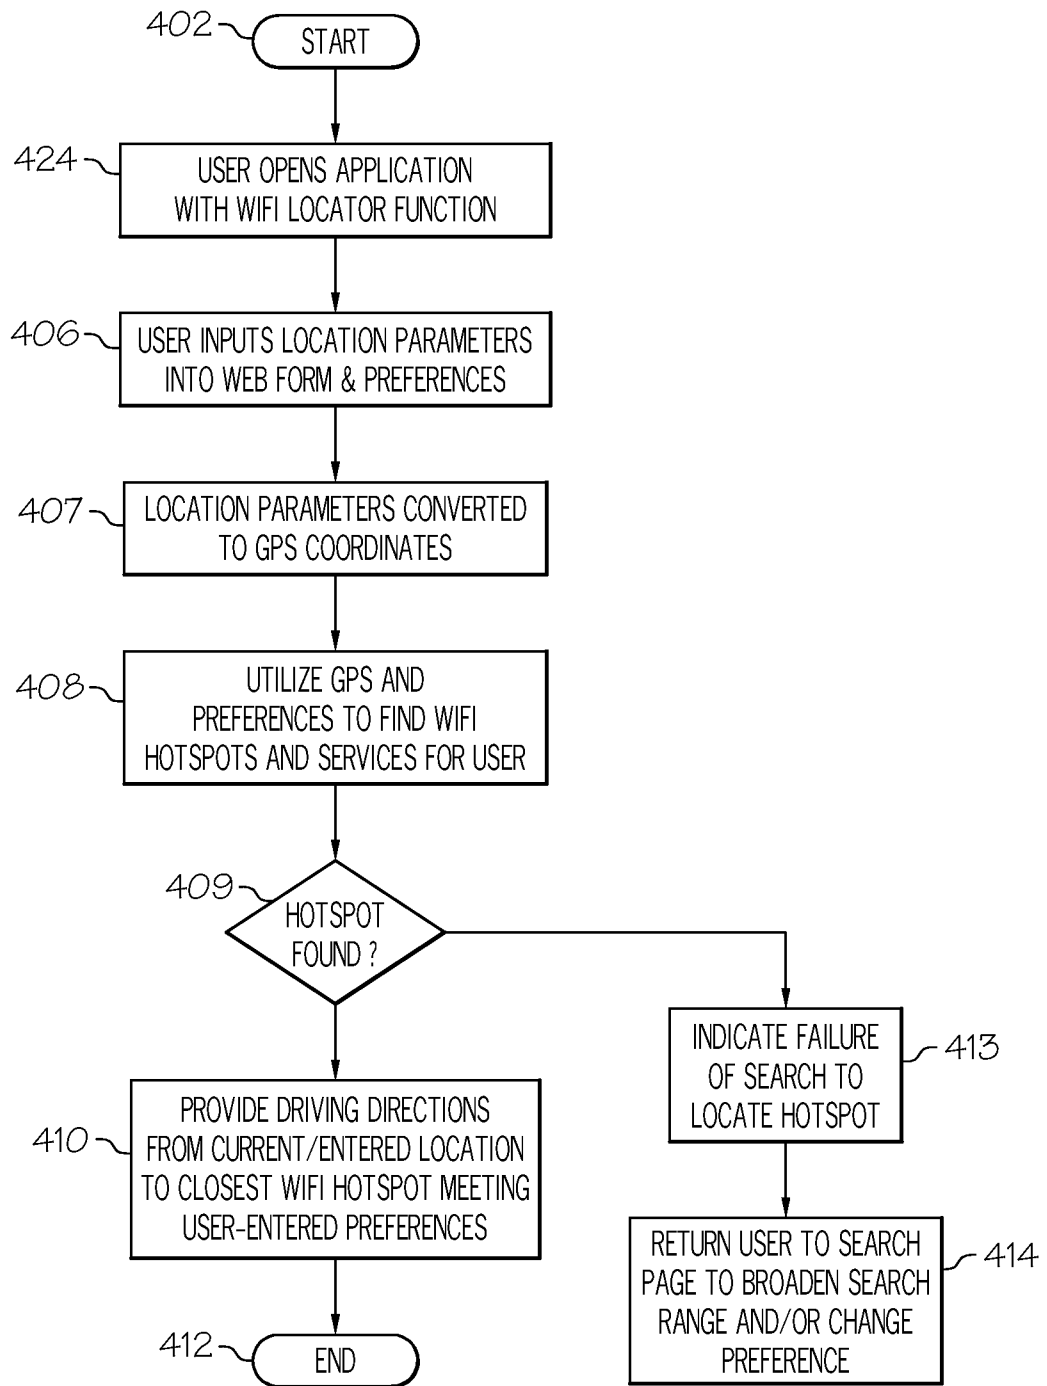 402
START
424
USER OPENS APPLICATION
WITH WIFI LOCATOR FUNCTION
406
USER INPUTS LOCATION PARAMETERS
INTO WEB FORM & PREFERENCES
407
LOCATION PARAMETERS CONVERTED
TO GPS COORDINATES
408
UTILIZE GPS AND
PREFERENCES TO FIND WIFI
HOTSPOTS AND SERVICES FOR USER
409
HOTSPOT
FOUND ?
410
PROVIDE DRIVING DIRECTIONS
FROM CURRENT/ENTERED LOCATION
TO CLOSEST WIFI HOTSPOT MEETING
USER-ENTERED PREFERENCES
412
END
INDICATE FAILURE
OF SEARCH TO
LOCATE HOTSPOT
413
RETURN USER TO SEARCH
PAGE TO BROADEN SEARCH
RANGE AND/OR CHANGE
PREFERENCE
414